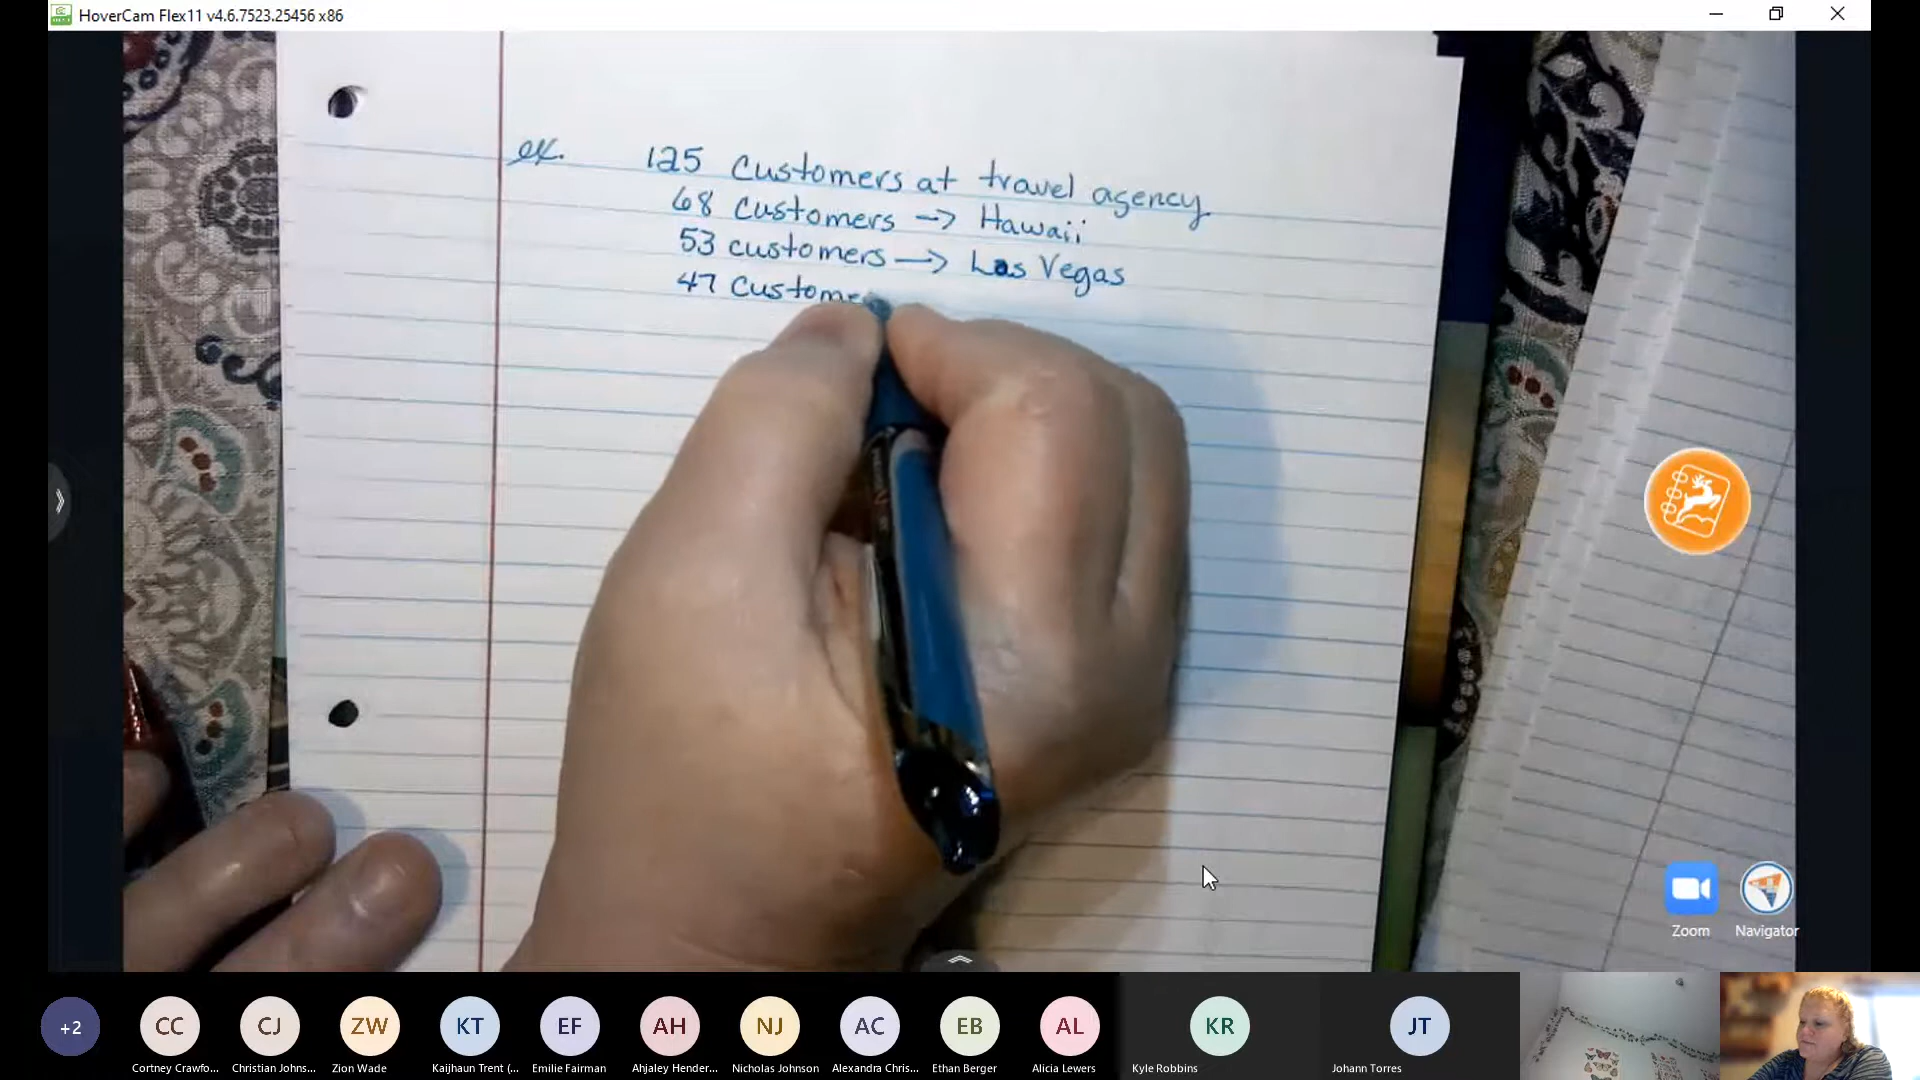 HoverCam Flex11 v4.6.7523.25456 x86
ex. 125 Customers at travel agency
68 Customers -> Hawaii
53 customers -> Las Vegas
47 Custome
Zoom
Navigator
+2
CC
CJ
ZW
KT
EF
AH
NJ
AC
EB
AL
KR
JT
Cortney Crawfo...
Christian Johns...
Zion Wade
Kaijhaun Trent (...
Emilie Fairman
Ahjaley Hender...
Nicholas Johnson
Alexandra Chris...
Ethan Berger
Alicia Lewers
Kyle Robbins
Johann Torres